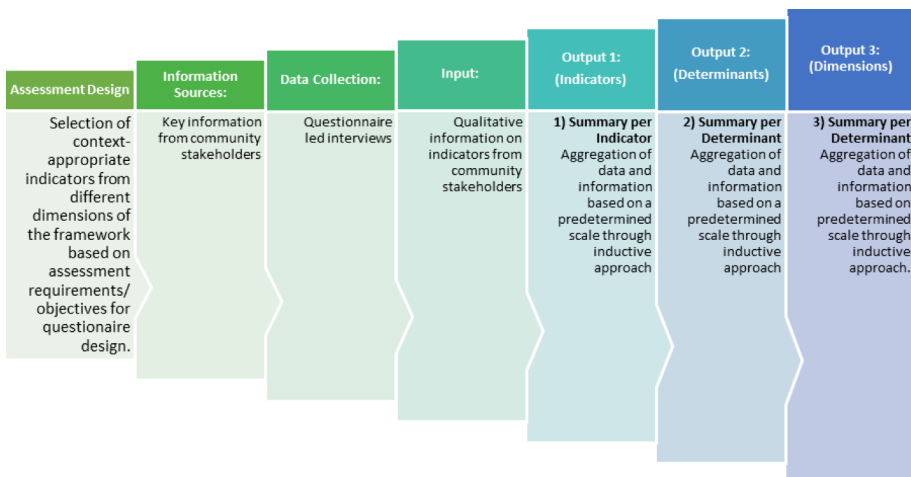 Assessment Design
Selection of
context-
appropriate
indicators from
different
dimensions of
the framework
based on
assessment
requirements/
objectives for
questionaire
design.
Information
Sources:
Key information
from community
stakeholders
Data Collection:
Questionnaire
led interviews
Input:
Qualitative
information on
indicators from
community
stakeholders
Output 1:
(Indicators)
1) Summary per
Indicator
Aggregation of
data and
information
based on a
predetermined
scale through
inductive
approach
Output 2:
(Determinants)
2) Summary per
Determinant
Aggregation of
data and
information
based on a
predetermined
scale through
inductive
approach
Output 3:
(Dimensions)
3) Summary per
Determinant
Aggregation of
data and
information
based on
predetermined
scale through
inductive
approach.